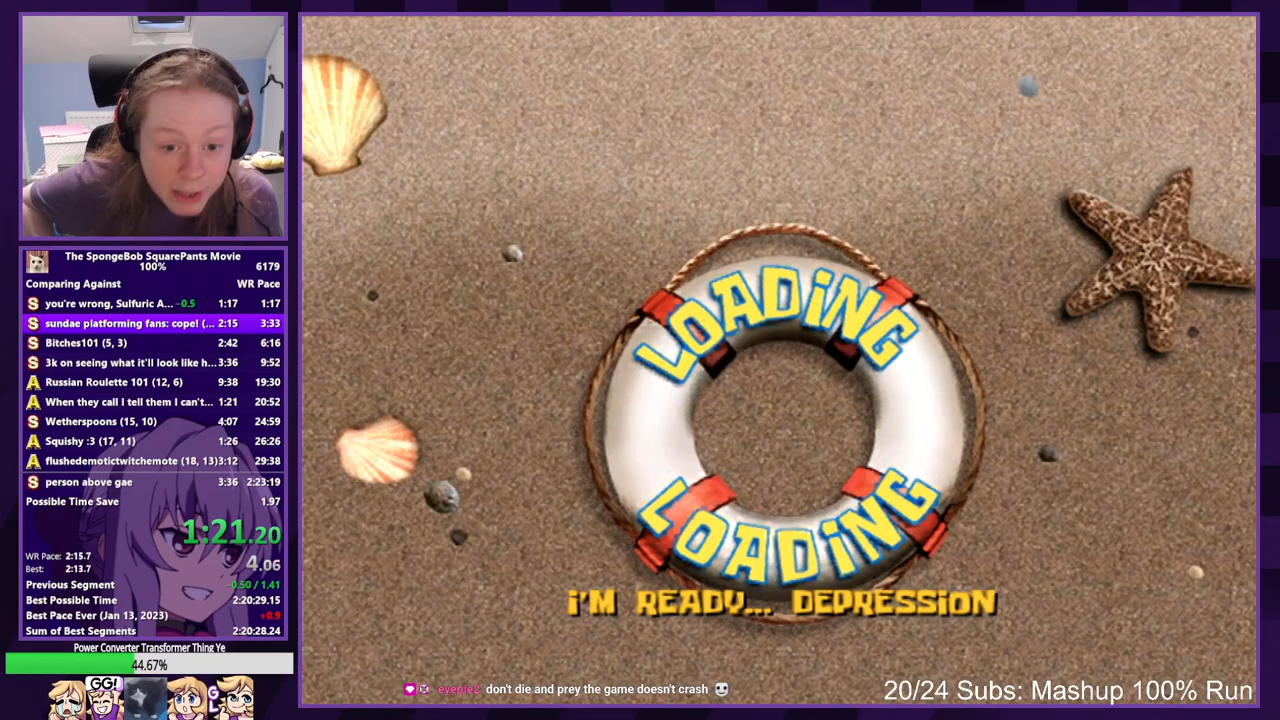 The SpongeBob SquarePants Movie
100% 6179
Comparing Against WR Pace
S you're wrong, Sulfuric A... −0.5 1:17 1:17
S sundae platforming fans: cope! (... 2:15 3:33
S Bitches101 (5, 3) 2:42 6:16
S 3k on seeing what it'll look like h... 3:36 9:52
A Russian Roulette 101 (12, 6) 9:38 19:30
A When they call I tell them I can't... 1:21 20:52
S Wetherspoons (15, 10) 4:07 24:59
A Squishy :3 (17, 11) 1:26 26:26
A flushedemotictwitchemote (18, 13) 3:12 29:38
S person above gae 3:36 2:23:19
Possible Time Save 1.97
1:21.20
WR Pace: 2:15.7
Best: 2:13.7
4.06
Previous Segment −0.50 / 1.41
Best Possible Time 2:20:29.15
Best Pace Ever (Jan 13, 2023) +0.9
Sum of Best Segments 2:20:28.24
Power Converter Transformer Thing Ye
44.67%
GG!
GL
LOADiNG
LOADiNG
i'M READY... DEPRESSiON
eyepie2 don't die and prey the game doesn't crash
20/24 Subs: Mashup 100% Run